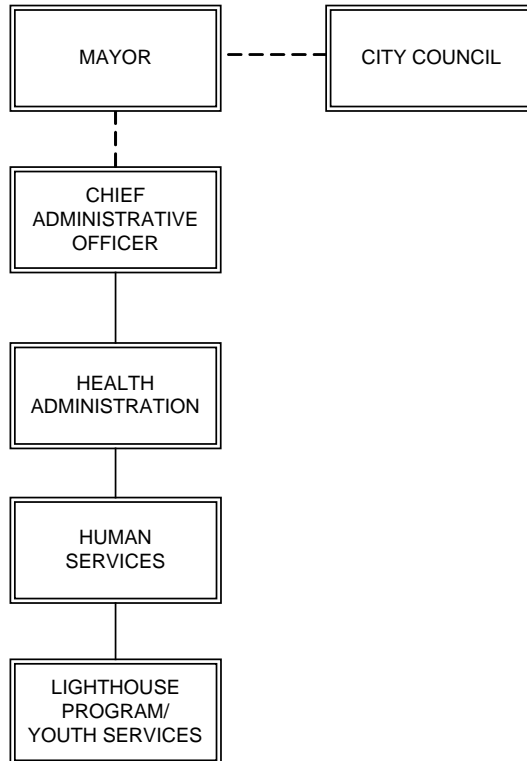 MAYOR
CITY COUNCIL
CHIEF
ADMINISTRATIVE
OFFICER
HEALTH
ADMINISTRATION
HUMAN
SERVICES
LIGHTHOUSE
PROGRAM/
YOUTH SERVICES